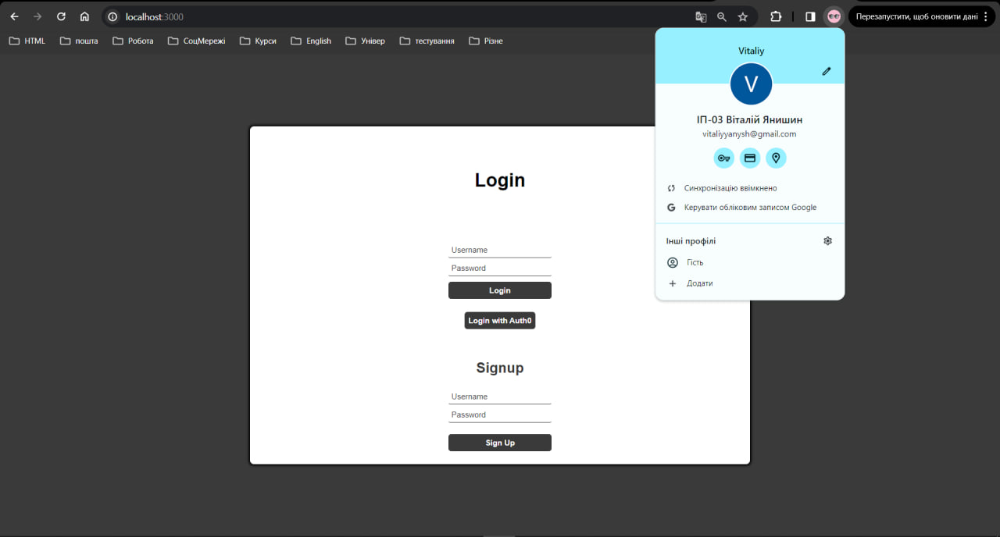 localhost:3000
Перезапустити, щоб оновити дані
HTML
пошта
Робота
СоцМережі
Курси
English
Універ
тестування
Різне
Vitaliy
V
ІП-03 Віталій Янишин
vitaliyyanysh@gmail.com
Синхронізацію ввімкнено
G Керувати обліковим записом Google
Інші профілі
Гість
Додати
Login
Username
Password
Login
Login with Auth0
Signup
Username
Password
Sign Up